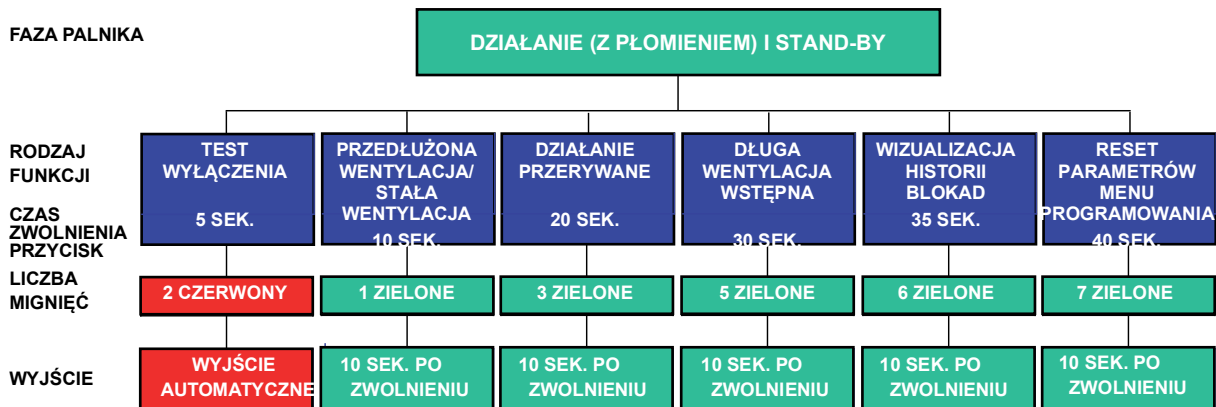 FAZA PALNIKA
DZIAŁANIE (Z PŁOMIENIEM) I STAND-BY
RODZAJ
FUNKCJI
TEST
WYŁĄCZENIA
PRZEDŁUŻONA
WENTYLACJA/
STAŁA
WENTYLACJA
DZIAŁANIE
PRZERYWANE
DŁUGA
WENTYLACJA
WSTĘPNA
WIZUALIZACJA
HISTORII
BLOKAD
RESET
PARAMETRÓW
MENU
PROGRAMOWANIA
CZAS
ZWOLNIENIA
PRZYCISK
5 SEK.
10 SEK.
20 SEK.
30 SEK.
35 SEK.
40 SEK.
LICZBA
MIGNIĘĆ
2 CZERWONY
1 ZIELONE
3 ZIELONE
5 ZIELONE
6 ZIELONE
7 ZIELONE
WYJŚCIE
WYJŚCIE
AUTOMATYCZNE
10 SEK. PO
ZWOLNIENIU
10 SEK. PO
ZWOLNIENIU
10 SEK. PO
ZWOLNIENIU
10 SEK. PO
ZWOLNIENIU
10 SEK. PO
ZWOLNIENIU